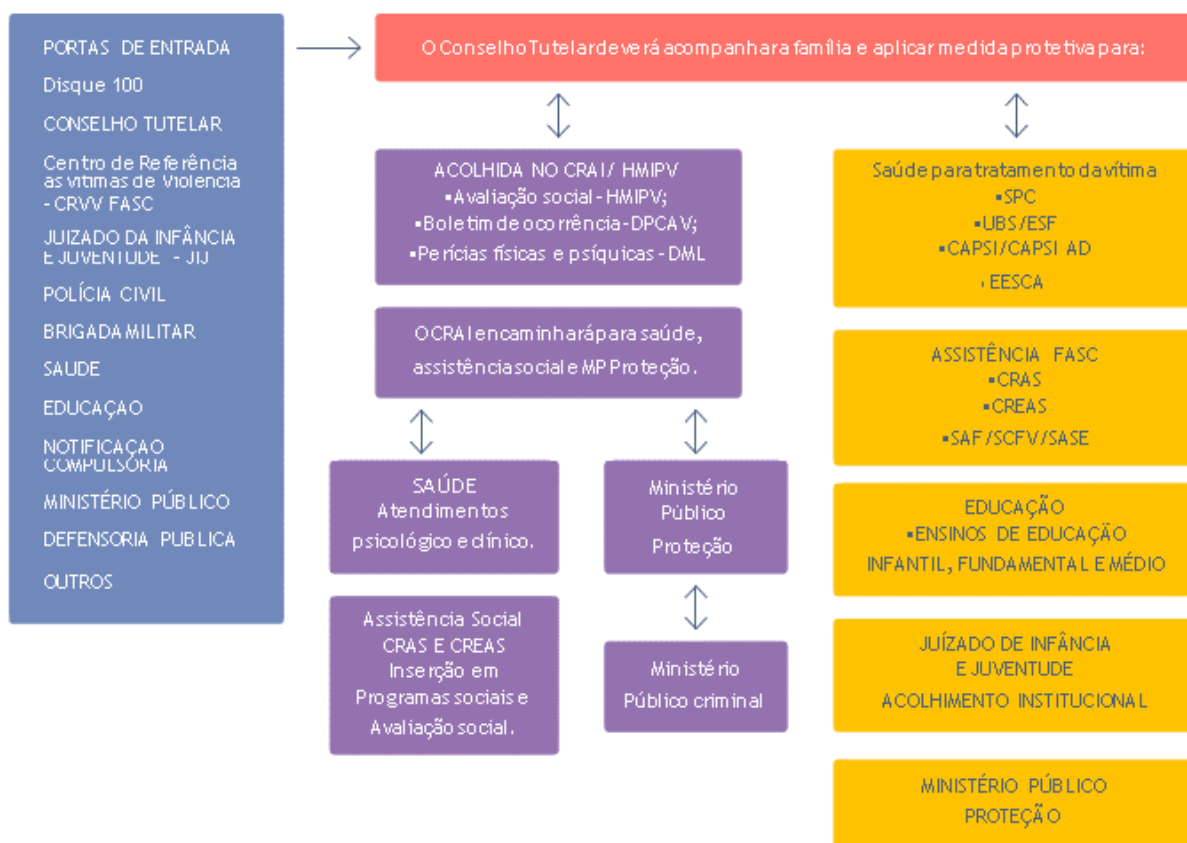 PORTAS DE ENTRADA
Disque 100
CONSELHO TUTELAR
Centro de Referência
as vitimas de Violencia
- CRVV FASC
JUIZADO DA INFÂNCIA
E JUVENTUDE - JIJ
POLÍCIA CIVIL
BRIGADA MILITAR
SAUDE
EDUCAÇAO
NOTIFICAÇAO
COMPULSÓRIA
MINISTÉRIO PÚBLICO
DEFENSORIA PUBLICA
OUTROS
O Conselho Tutelar deverá acompanhar a família e aplicar medida protetiva para:
ACOLHIDA NO CRAI / HMIPV
▪Avaliação social - HMIPV;
▪Boletim de ocorrência - DPCAV;
▪Perícias físicas e psíquicas - DML
O CRAI encaminhará para saúde,
assistência social e MP Proteção.
SAÚDE
Atendimentos
psicológico e clínico.
Assistência Social
CRAS E CREAS
Inserção em
Programas sociais e
Avaliação social.
Ministério
Público
Proteção
Ministério
Público criminal
Saúde para tratamento da vítima
▪SPC
▪UBS/ESF
▪CAPSI/CAPSI AD
. EESCA
ASSISTÊNCIA FASC
▪CRAS
▪CREAS
▪SAF/SCFV/SASE
EDUCAÇÃO
▪ENSINOS DE EDUCAÇÃO
INFANTIL, FUNDAMENTAL E MÉDIO
JUÍZADO DE INFÂNCIA
E JUVENTUDE
ACOLHIMENTO INSTITUCIONAL
MINISTÉRIO PÚBLICO
PROTEÇÃO